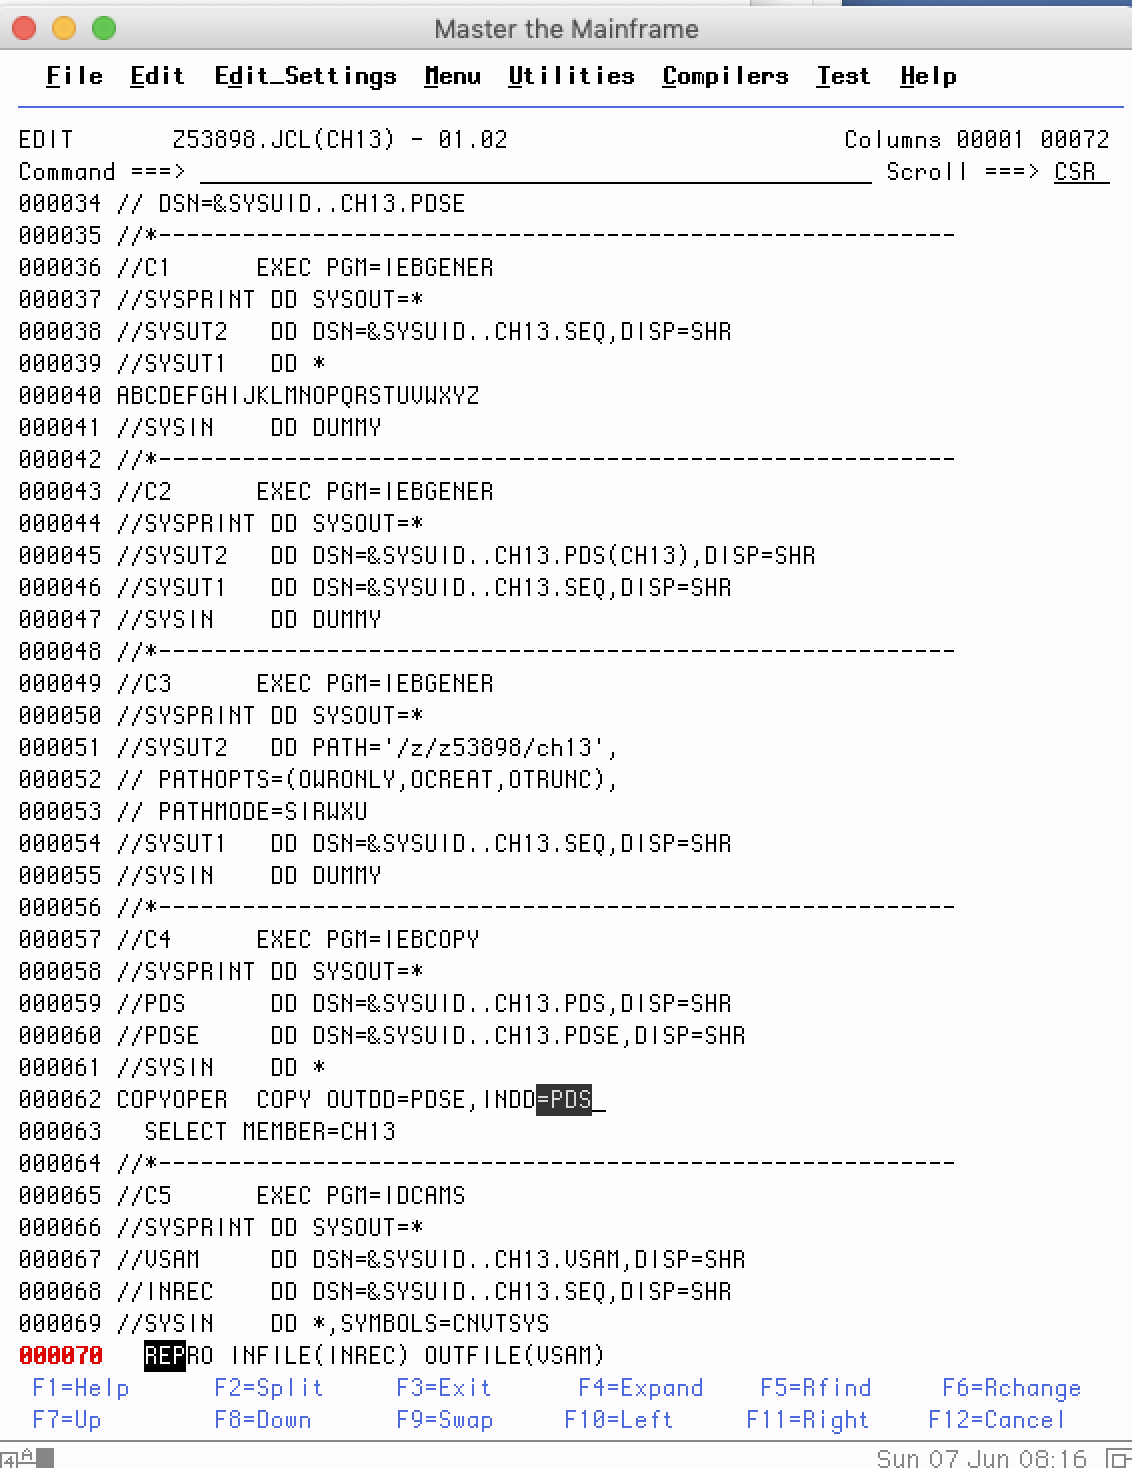 Master the Mainframe
File Edit Edit_Settings Menu Utilities Compilers Test Help
EDIT       Z53898.JCL(CH13) - 01.02                        Columns 00001 00072
Command ===>                                                  Scroll ===> CSR
000034 // DSN=&SYSUID..CH13.PDSE
000035 //*---------------------------------------------------------
000036 //C1      EXEC PGM=IEBGENER
000037 //SYSPRINT DD SYSOUT=*
000038 //SYSUT2   DD DSN=&SYSUID..CH13.SEQ,DISP=SHR
000039 //SYSUT1   DD *
000040 ABCDEFGHIJKLMNOPQRSTUVWXYZ
000041 //SYSIN    DD DUMMY
000042 //*---------------------------------------------------------
000043 //C2      EXEC PGM=IEBGENER
000044 //SYSPRINT DD SYSOUT=*
000045 //SYSUT2   DD DSN=&SYSUID..CH13.PDS(CH13),DISP=SHR
000046 //SYSUT1   DD DSN=&SYSUID..CH13.SEQ,DISP=SHR
000047 //SYSIN    DD DUMMY
000048 //*---------------------------------------------------------
000049 //C3      EXEC PGM=IEBGENER
000050 //SYSPRINT DD SYSOUT=*
000051 //SYSUT2   DD PATH='/z/z53898/ch13',
000052 // PATHOPTS=(OWRONLY,OCREAT,OTRUNC),
000053 // PATHMODE=SIRWXU
000054 //SYSUT1   DD DSN=&SYSUID..CH13.SEQ,DISP=SHR
000055 //SYSIN    DD DUMMY
000056 //*---------------------------------------------------------
000057 //C4      EXEC PGM=IEBCOPY
000058 //SYSPRINT DD SYSOUT=*
000059 //PDS      DD DSN=&SYSUID..CH13.PDS,DISP=SHR
000060 //PDSE     DD DSN=&SYSUID..CH13.PDSE,DISP=SHR
000061 //SYSIN    DD *
000062 COPYOPER  COPY OUTDD=PDSE,INDD=PDS_
000063   SELECT MEMBER=CH13
000064 //*---------------------------------------------------------
000065 //C5      EXEC PGM=IDCAMS
000066 //SYSPRINT DD SYSOUT=*
000067 //VSAM     DD DSN=&SYSUID..CH13.VSAM,DISP=SHR
000068 //INREC    DD DSN=&SYSUID..CH13.SEQ,DISP=SHR
000069 //SYSIN    DD *,SYMBOLS=CNVTSYS
000070   REPRO INFILE(INREC) OUTFILE(VSAM)
F1=Help      F2=Split     F3=Exit      F4=Expand    F5=Rfind     F6=Rchange
F7=Up        F8=Down      F9=Swap     F10=Left     F11=Right    F12=Cancel
4A Sun 07 Jun 08:16